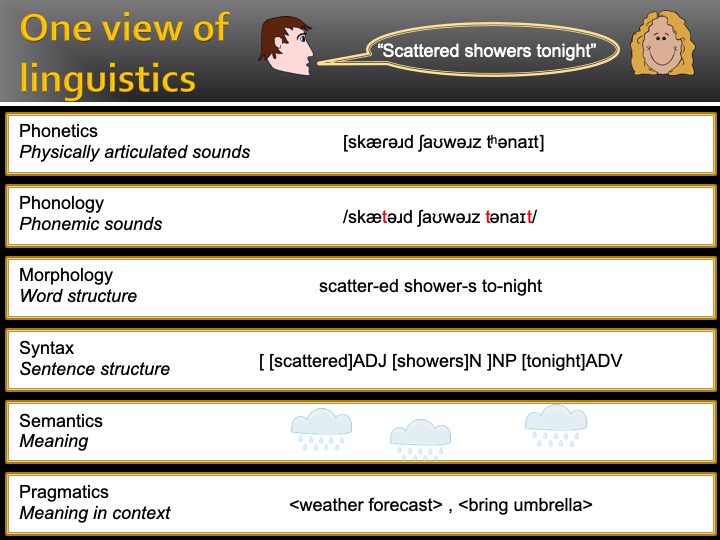 One view of
linguistics
“Scattered showers tonight”
Phonetics
Physically articulated sounds
[skæɾəɹd ʃaʊwəɹz tʰənaɪt]
Phonology
Phonemic sounds
/skætəɹd ʃaʊwəɹz tənaɪt/
Morphology
Word structure
scatter-ed shower-s to-night
Syntax
Sentence structure
[ [scattered]ADJ [showers]N ]NP [tonight]ADV
Semantics
Meaning
Pragmatics
Meaning in context
<weather forecast> , <bring umbrella>